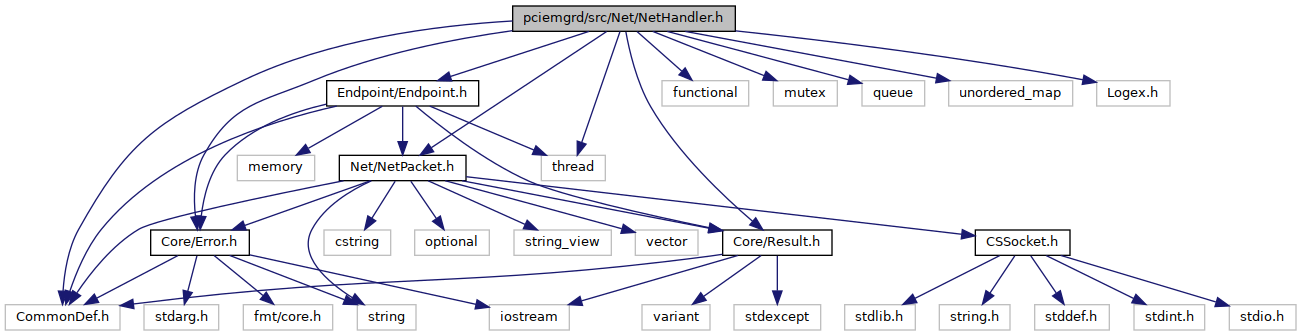 pciemgrd/src/Net/NetHandler.h
Endpoint/Endpoint.h
functional
mutex
queue
unordered_map
Logex.h
memory
Net/NetPacket.h
thread
Core/Error.h
cstring
optional
string_view
vector
Core/Result.h
CSSocket.h
CommonDef.h
stdarg.h
fmt/core.h
string
iostream
variant
stdexcept
stdlib.h
string.h
stddef.h
stdint.h
stdio.h